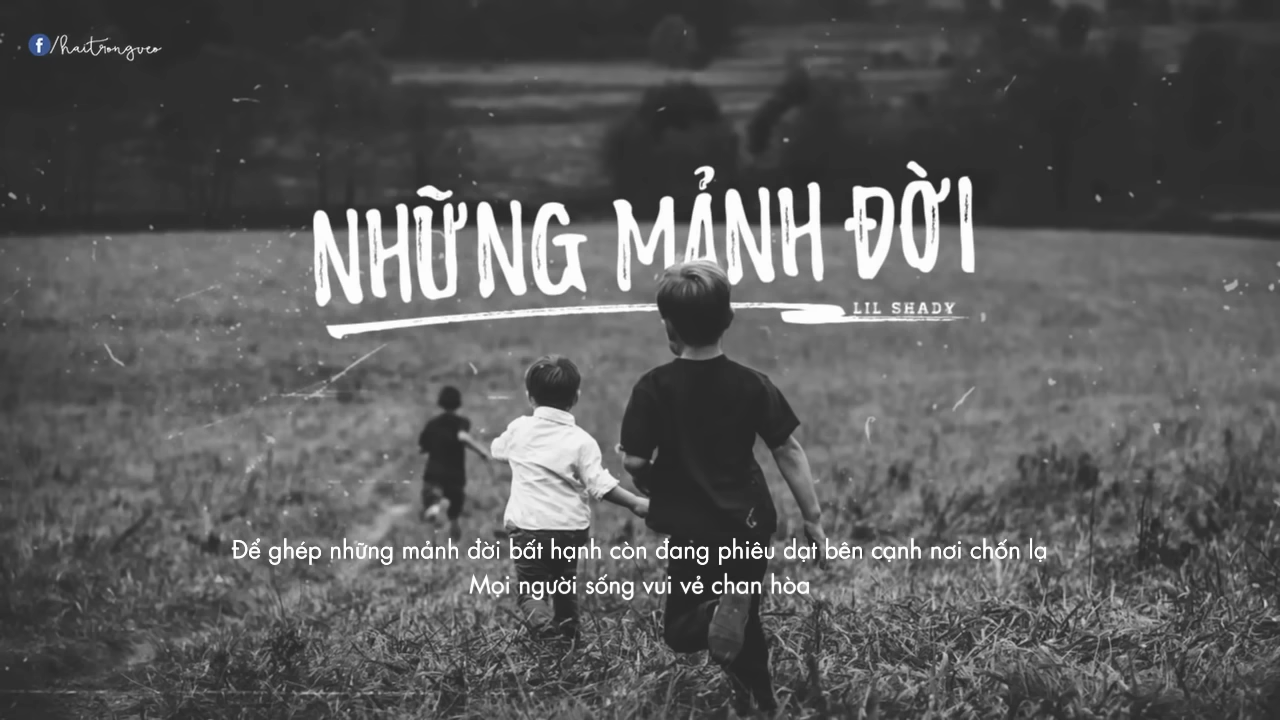 f/haitrongveo
NHỮNG MẢNH ĐỜI
LIL SHADY
Để ghép những mảnh đời bất hạnh còn đang phiêu dạt bên cạnh nơi chốn lạ
Mọi người sống vui vẻ chan hòa